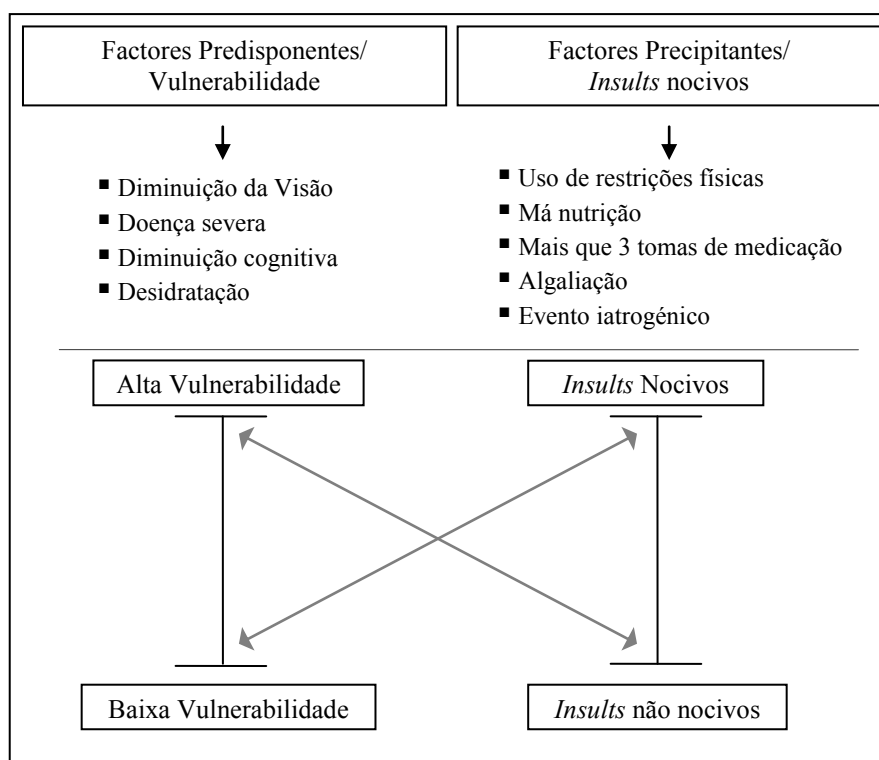 Factores Predisponentes/
Vulnerabilidade
Factores Precipitantes/
Insults nocivos
▪ Diminuição da Visão
▪ Doença severa
▪ Diminuição cognitiva
▪ Desidratação
▪ Uso de restrições físicas
▪ Má nutrição
▪ Mais que 3 tomas de medicação
▪ Algaliação
▪ Evento iatrogénico
Alta Vulnerabilidade
Insults Nocivos
Baixa Vulnerabilidade
Insults não nocivos